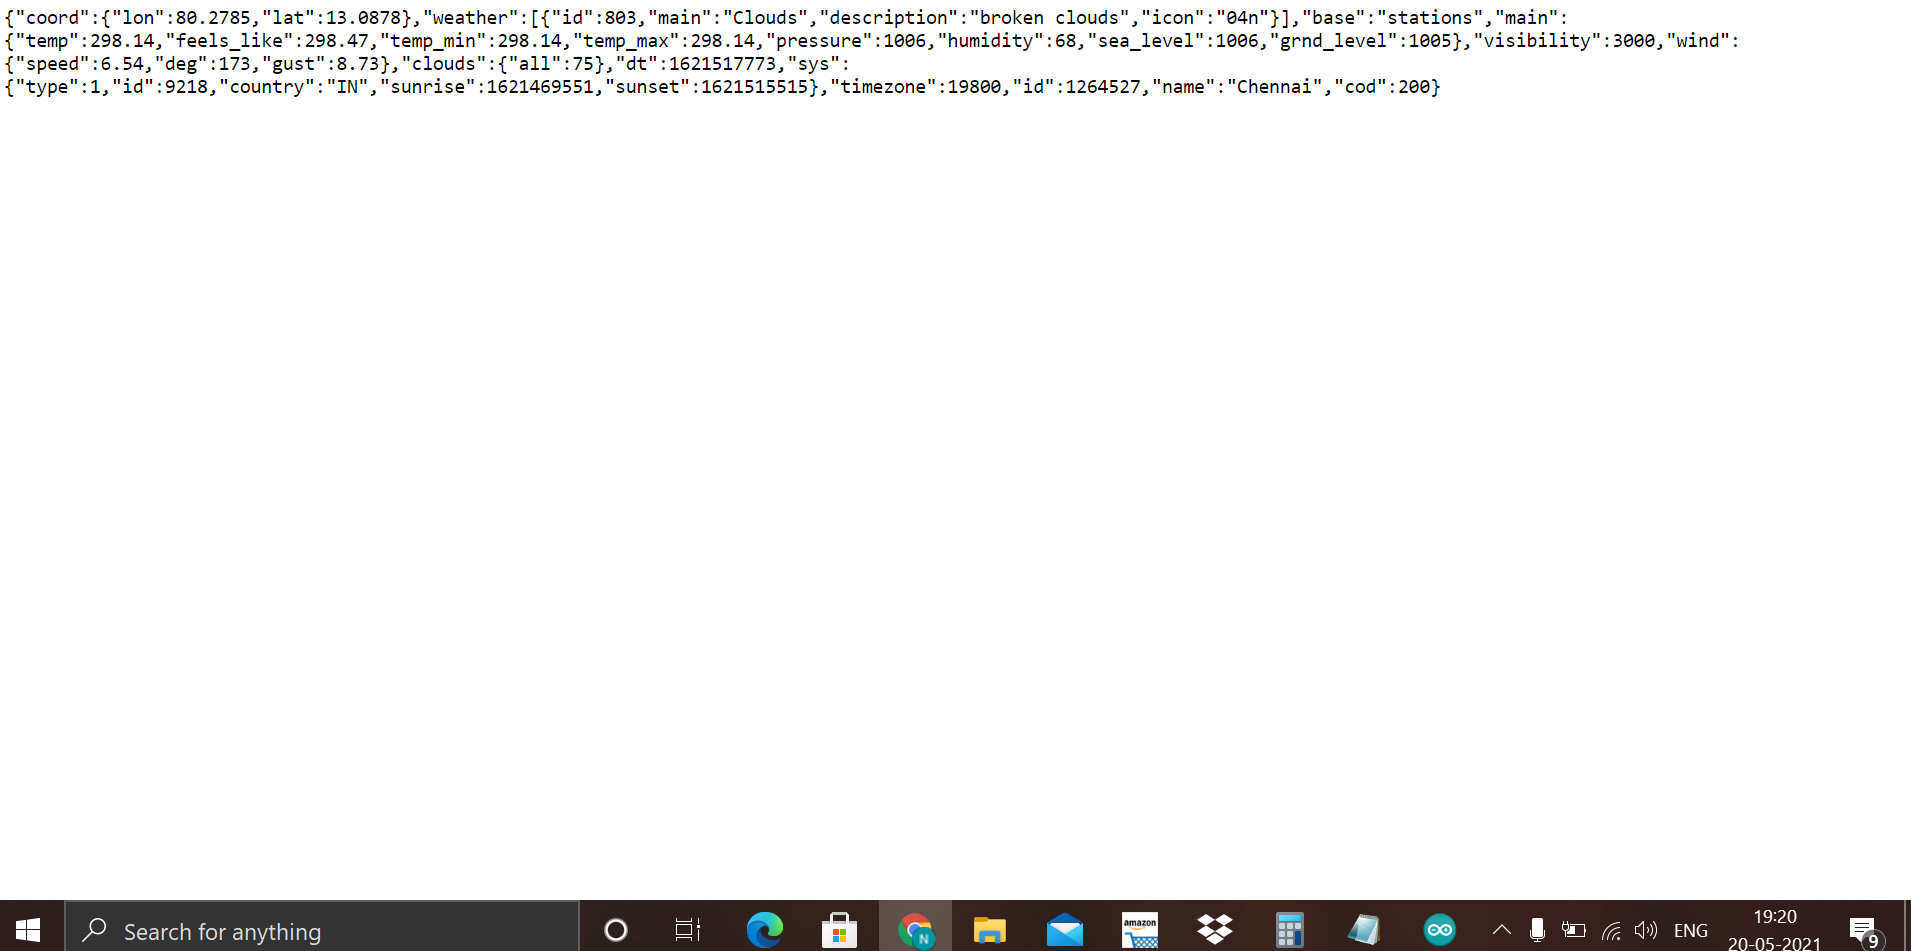 {"coord":{"lon":80.2785,"lat":13.0878},"weather":[{"id":803,"main":"Clouds","description":"broken clouds","icon":"04n"}],"base":"stations","main":
{"temp":298.14,"feels_like":298.47,"temp_min":298.14,"temp_max":298.14,"pressure":1006,"humidity":68,"sea_level":1006,"grnd_level":1005},"visibility":3000,"wind":
{"speed":6.54,"deg":173,"gust":8.73},"clouds":{"all":75},"dt":1621517773,"sys":
{"type":1,"id":9218,"country":"IN","sunrise":1621469551,"sunset":1621515515},"timezone":19800,"id":1264527,"name":"Chennai","cod":200}
Search for anything
N
amazon
ENG
19:20
20-05-2021
9